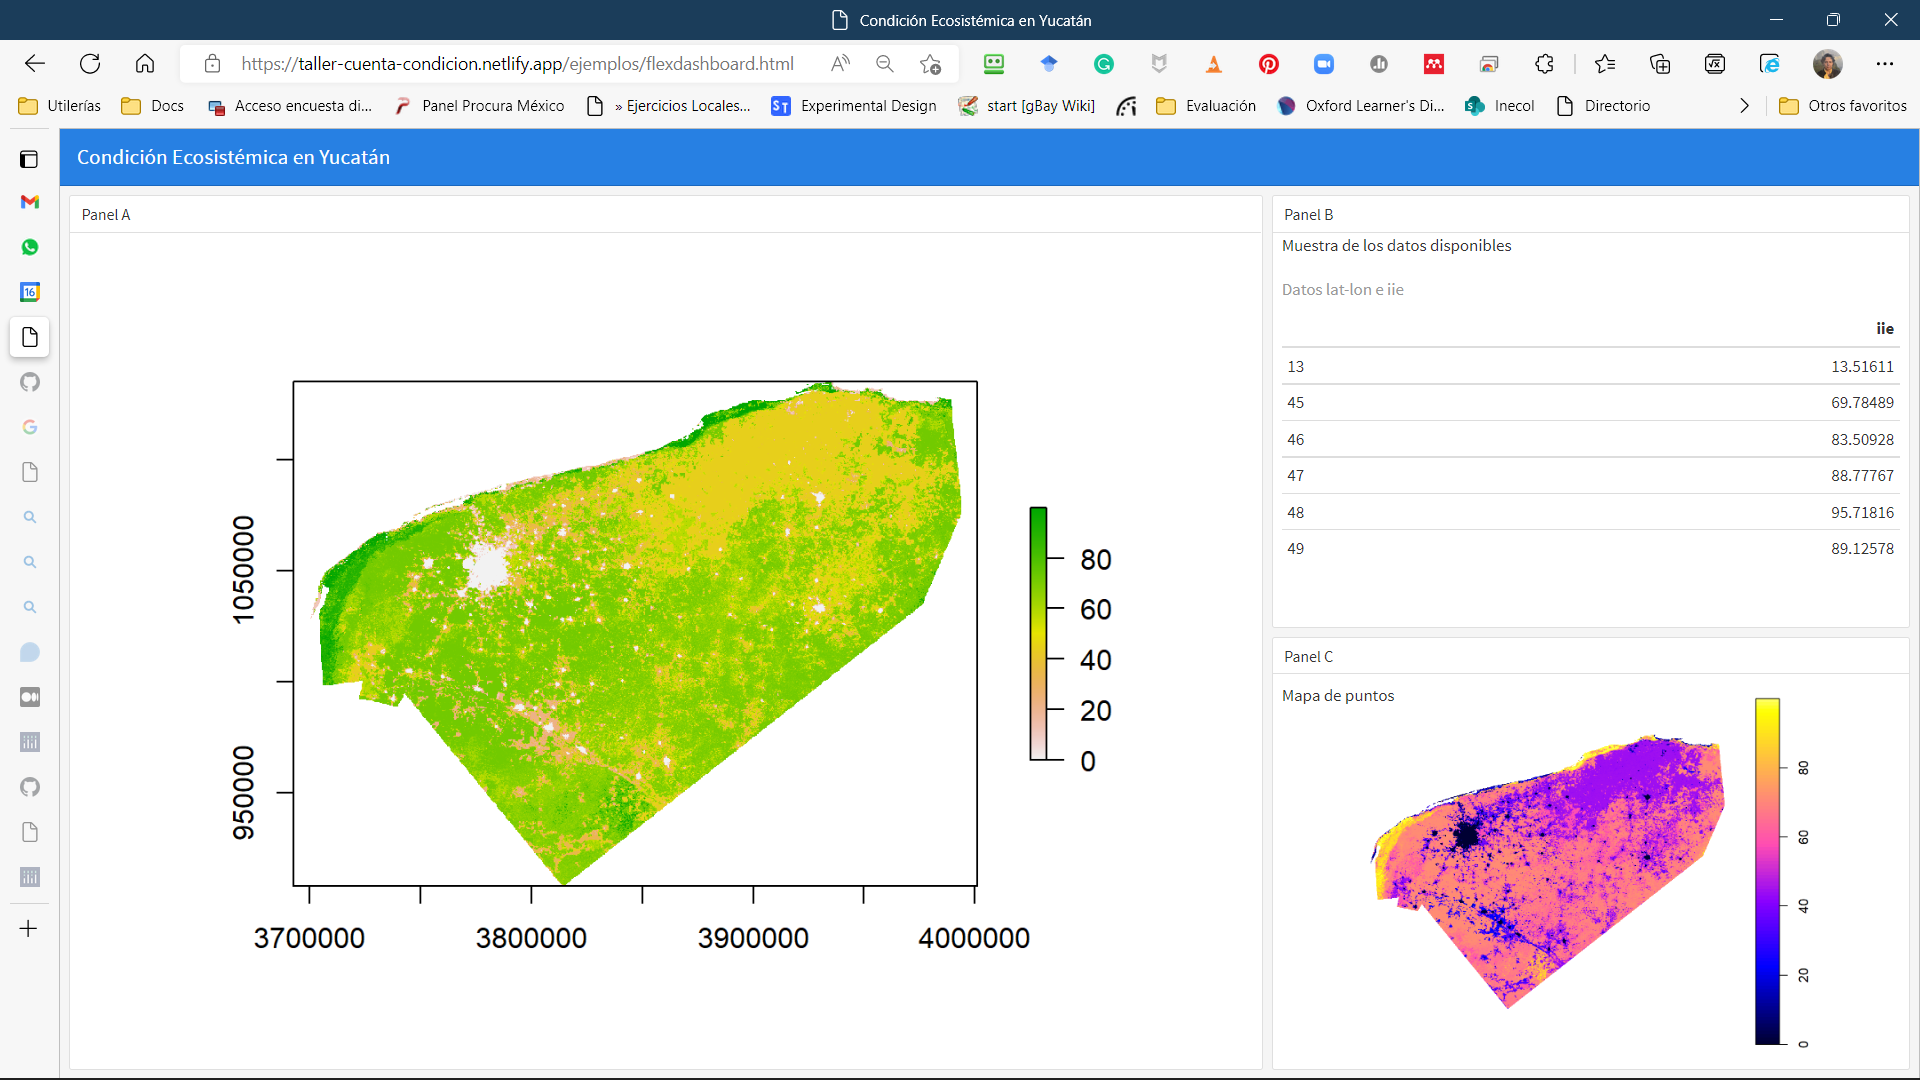 Condición Ecosistémica en Yucatán
https://taller-cuenta-condicion.netlify.app/ejemplos/flexdashboard.html
Utilerías Docs Acceso encuesta di... Panel Procura México » Ejercicios Locales... ST Experimental Design start [gBay Wiki] Evaluación Oxford Learner's Di... Inecol Directorio Otros favoritos
Condición Ecosistémica en Yucatán
16
Panel A
1050000
950000
3700000 3800000 3900000 4000000
80
60
40
20
0
Panel B
Muestra de los datos disponibles
Datos lat-lon e iie
iie
13 13.51611
45 69.78489
46 83.50928
47 88.77767
48 95.71816
49 89.12578
Panel C
Mapa de puntos
80
60
40
20
0